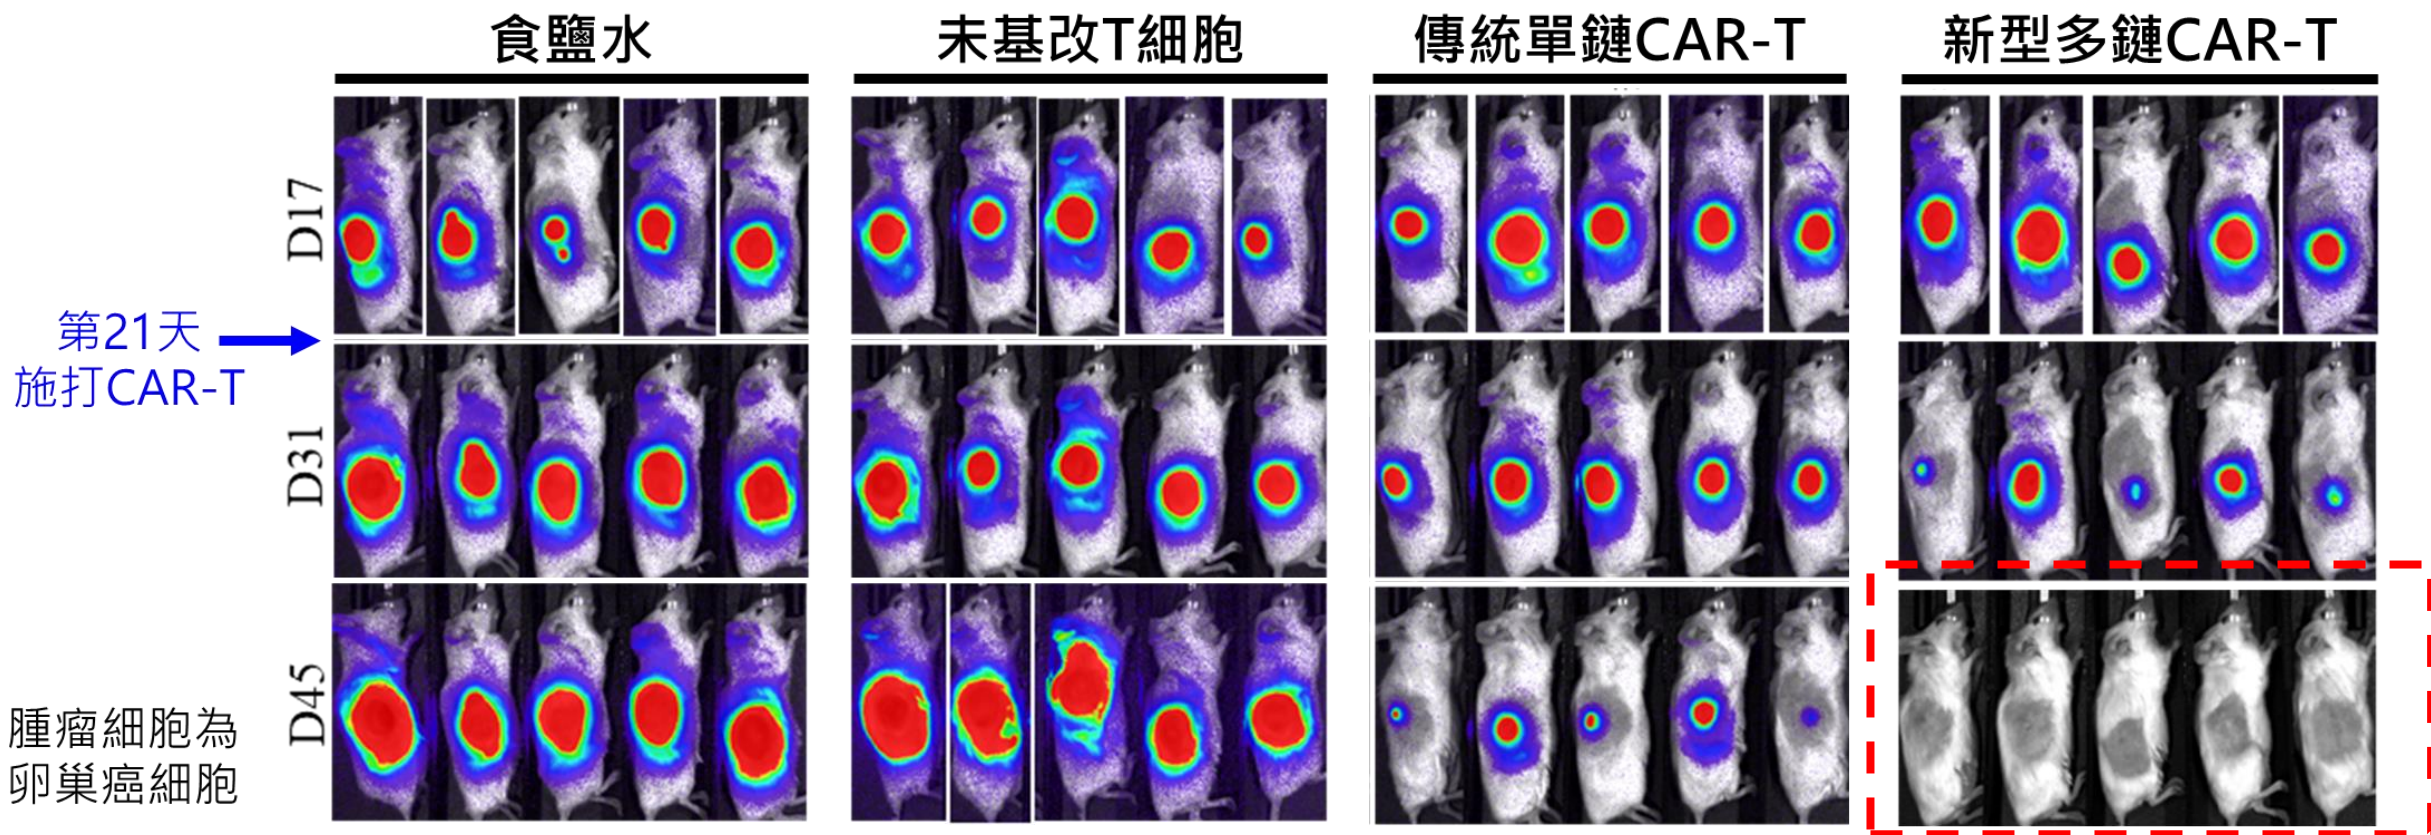 食鹽水
未基改T細胞
傳統單鏈CAR-T
新型多鏈CAR-T
D17
第21天
施打CAR-T
D31
D45
腫瘤細胞為
卵巢癌細胞